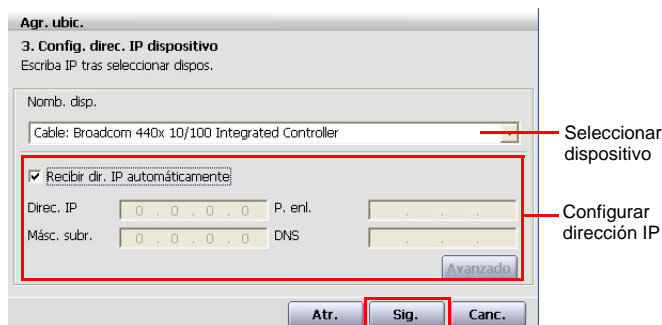 Agr. ubic.
3. Config. direc. IP dispositivo
Escriba IP tras seleccionar dispos.
Nomb. disp.
Cable: Broadcom 440x 10/100 Integrated Controller
Seleccionar
dispositivo
Recibir dir. IP automáticamente
Direc. IP 0 . 0 . 0 . 0 P. enl. . . .
Másc. subr. 0 . 0 . 0 . 0 DNS . . .
Configurar
dirección IP
Avanzado
Atr. Sig. Canc.